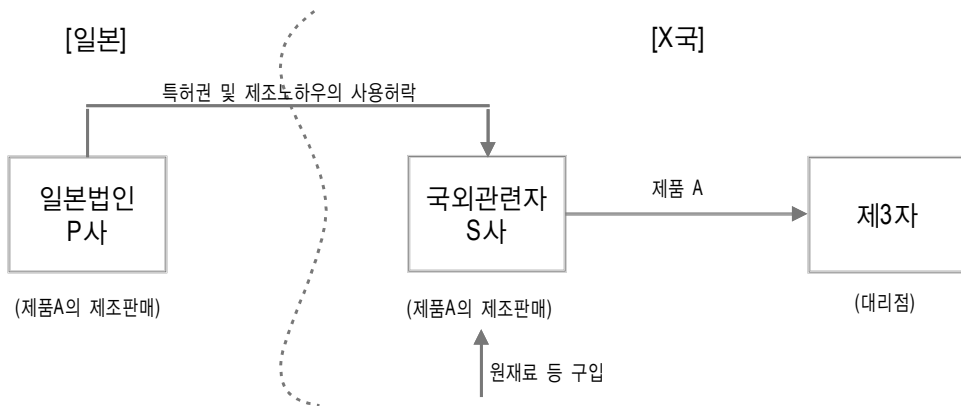 [일본]
[X국]
특허권 및 제조노하우의 사용허락
일본법인
P사
국외관련자
S사
제품 A
제3자
(제품A의 제조판매)
(제품A의 제조판매)
(대리점)
원재료 등 구입